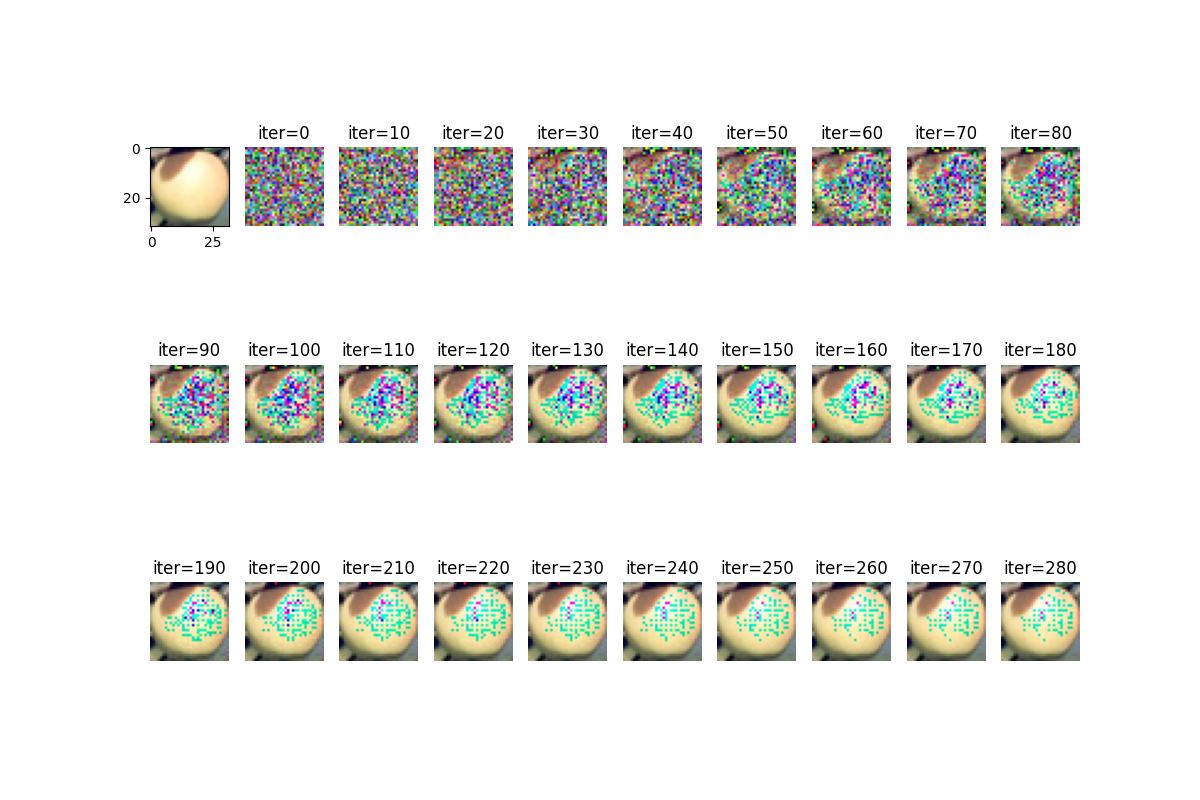 iter=0 iter=10 iter=20 iter=30 iter=40 iter=50 iter=60 iter=70 iter=80
0
20
0 25
iter=90 iter=100 iter=110 iter=120 iter=130 iter=140 iter=150 iter=160 iter=170 iter=180
iter=190 iter=200 iter=210 iter=220 iter=230 iter=240 iter=250 iter=260 iter=270 iter=280